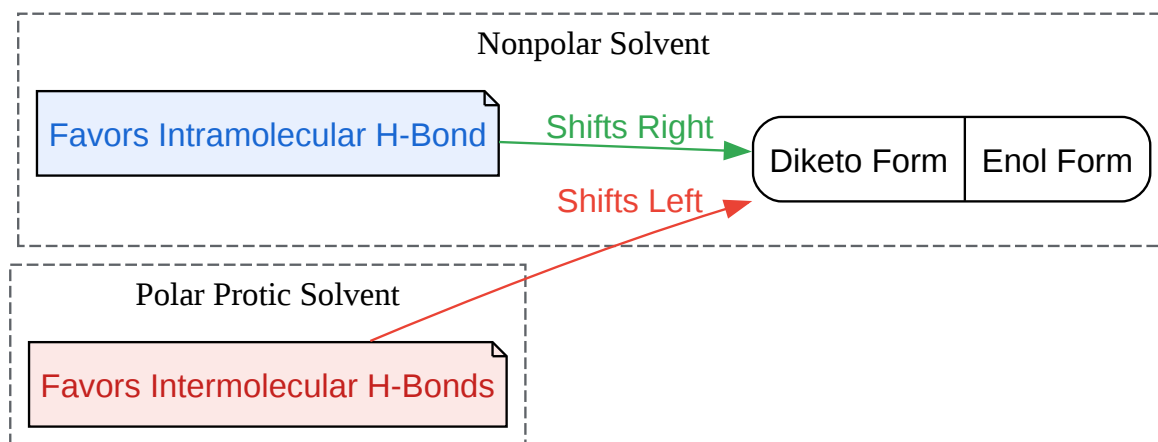 Nonpolar Solvent
Favors Intramolecular H-Bond
Shifts Right
Diketo Form
Enol Form
Shifts Left
Polar Protic Solvent
Favors Intermolecular H-Bonds